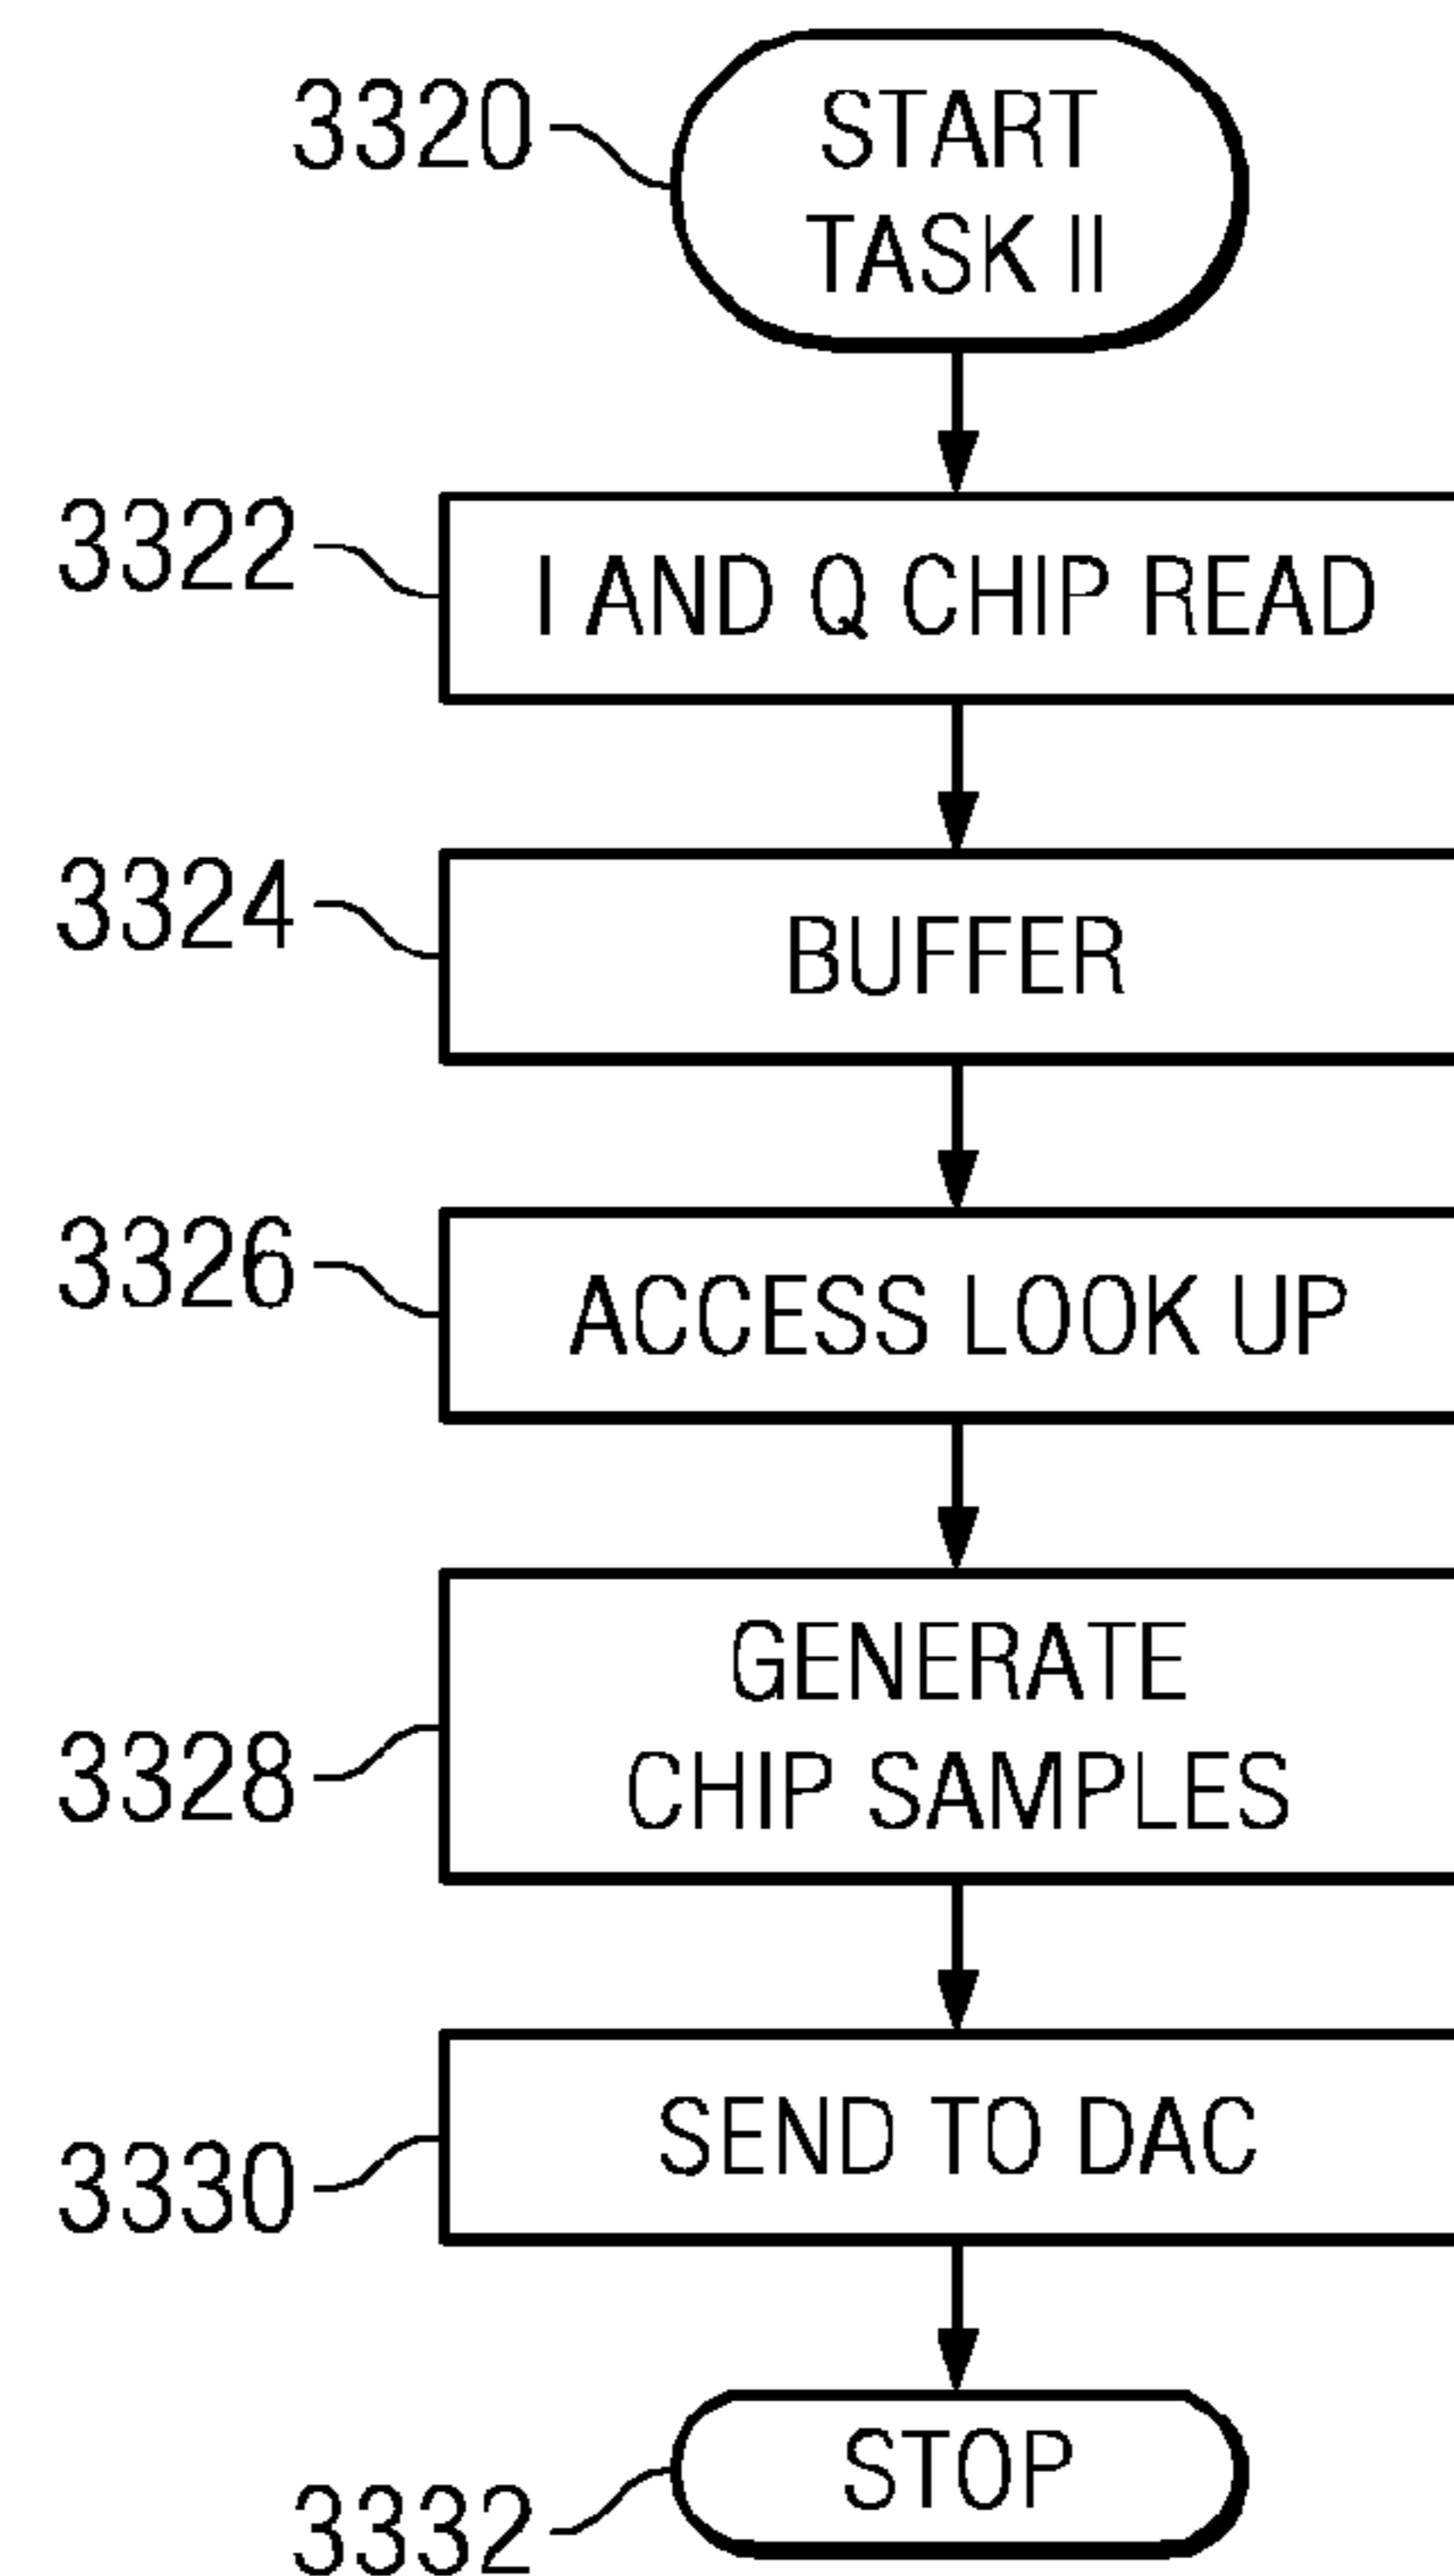 3320
START
TASK II
3322
I AND Q CHIP READ
3324
BUFFER
3326
ACCESS LOOK UP
3328
GENERATE
CHIP SAMPLES
3330
SEND TO DAC
3332
STOP